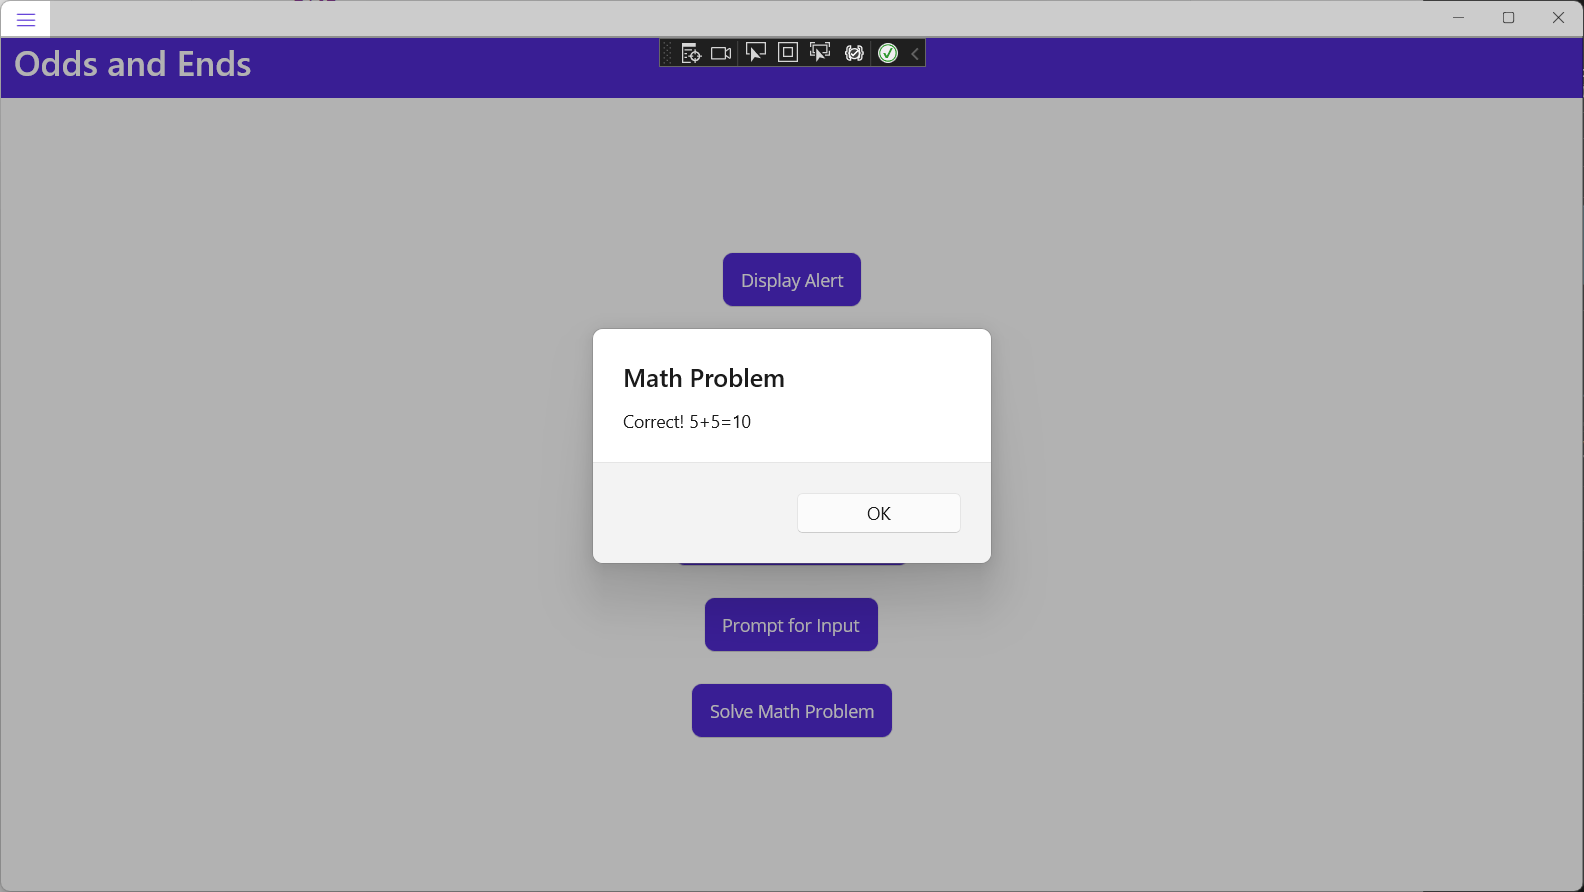 Odds and Ends
Display Alert
Math Problem
Correct! 5+5=10
OK
Prompt for Input
Solve Math Problem